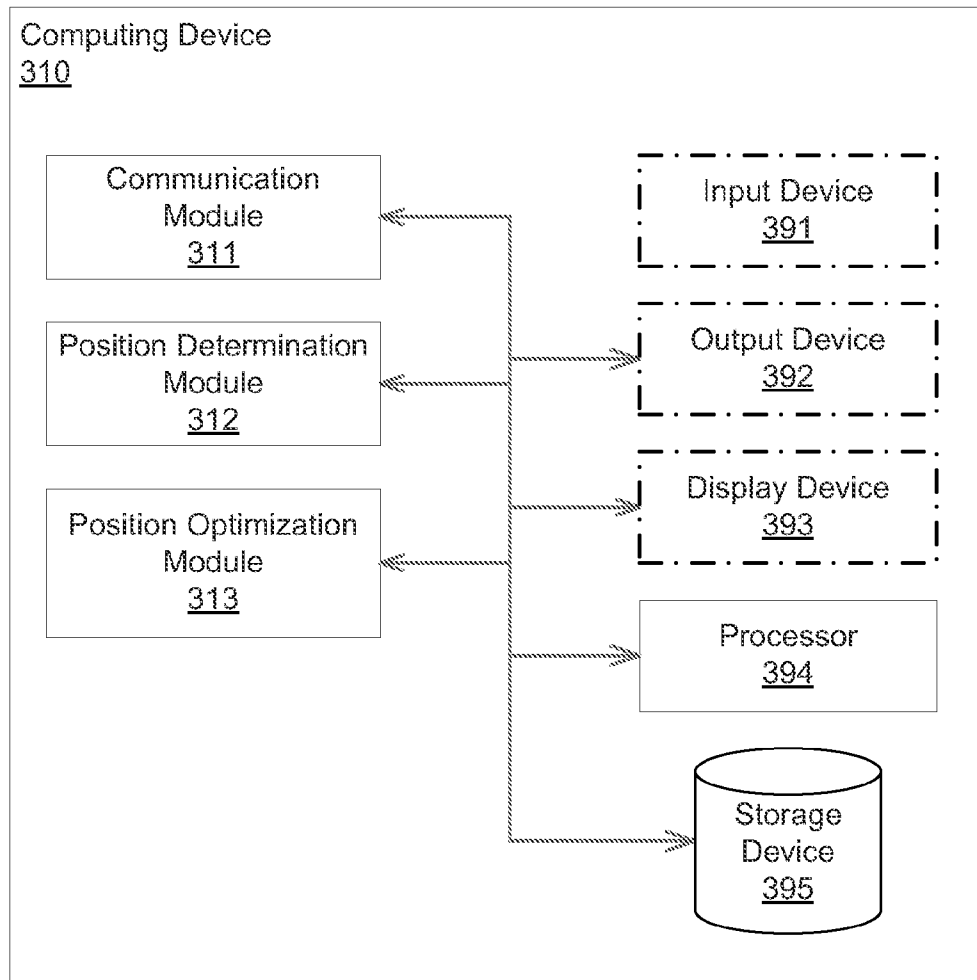 Computing Device
310
Communication
Module
311
Position Determination
Module
312
Position Optimization
Module
313
Input Device
391
Output Device
392
Display Device
393
Processor
394
Storage
Device
395